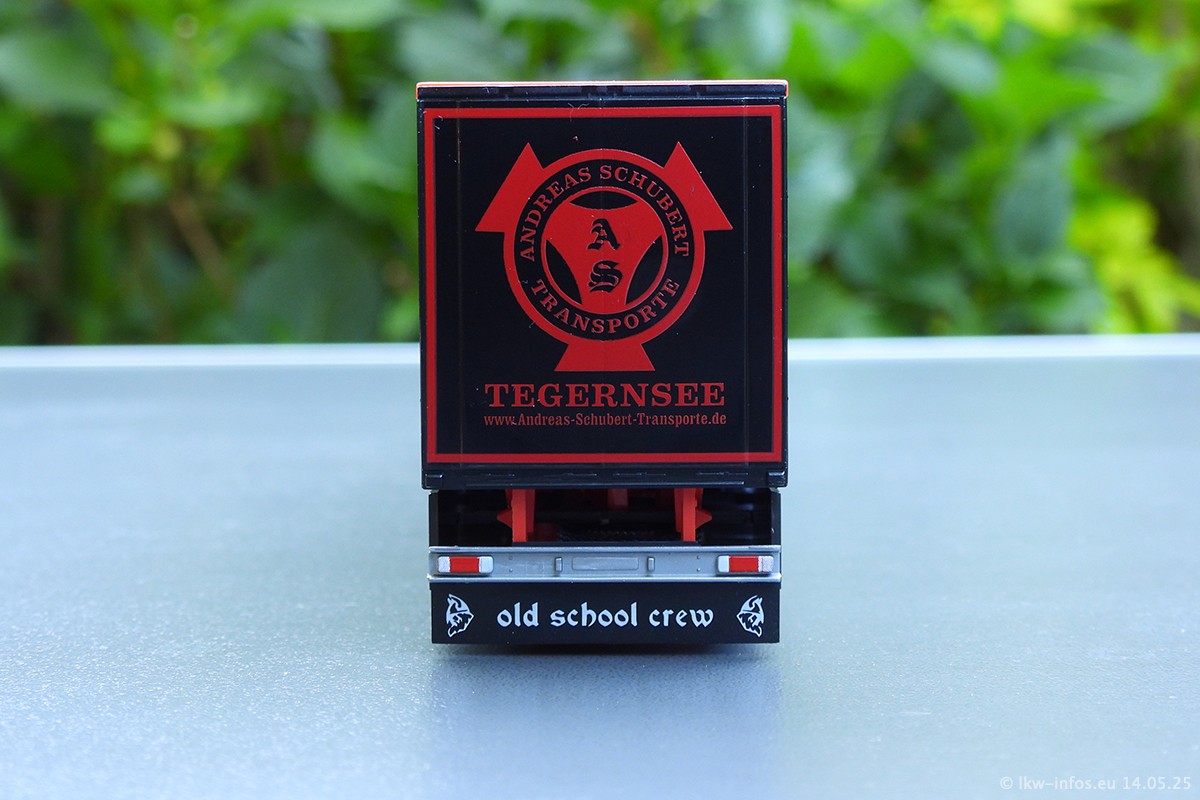 ANDREAS SCHUBERT
A
S
TRANSPORTE
TEGERNSEE
www.Andreas-Schubert-Transporte.de
old school crew
© lkw-infos.eu 14.05.25